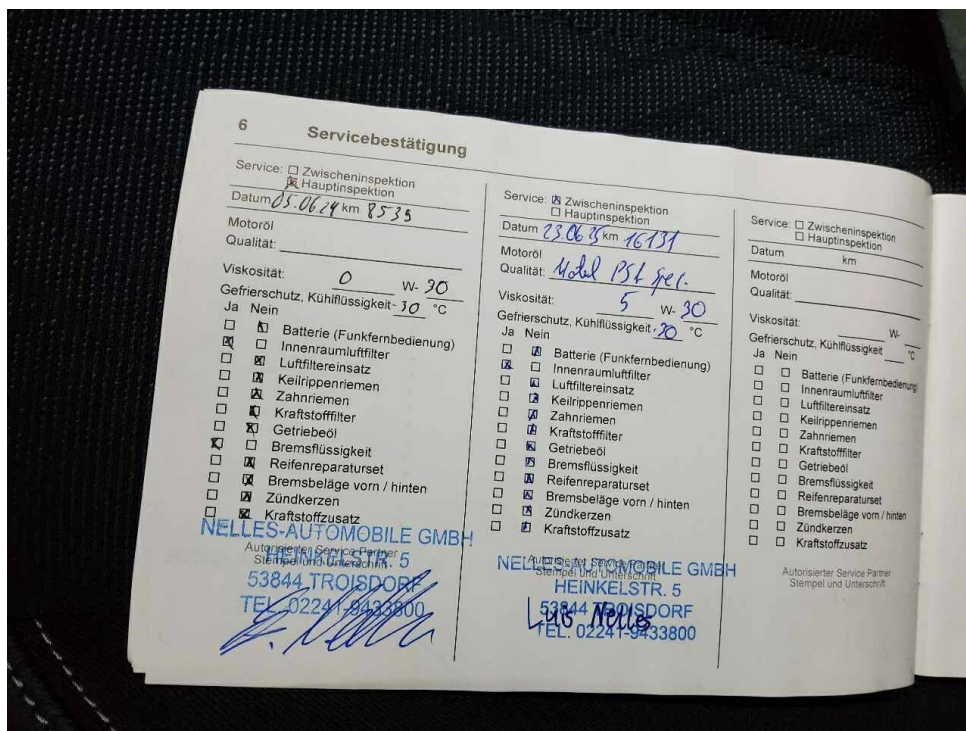 6 Servicebestätigung
Service: Zwischeninspektion
Hauptinspektion
Datum 05.06.24 km 8535
Motoröl
Qualität:
Viskosität: 0 W- 30
Gefrierschutz, Kühlflüssigkeit -30 °C
Ja Nein
Batterie (Funkfernbedienung)
Innenraumluftfilter
Luftfiltereinsatz
Keilrippenriemen
Zahnriemen
Kraftstofffilter
Getriebeöl
Bremsflüssigkeit
Reifenreparaturset
Bremsbeläge vorn / hinten
Zündkerzen
Kraftstoffzusatz
Autorisierter Service Partner
Stempel und Unterschrift
NELLES-AUTOMOBILE GMBH
HEINKELSTR. 5
53844 TROISDORF
TEL. 02241-9433800
Service: Zwischeninspektion
Hauptinspektion
Datum 23.06.25 km 16131
Motoröl
Qualität:
Viskosität: 5 W- 30
Gefrierschutz, Kühlflüssigkeit -30 °C
Ja Nein
Batterie (Funkfernbedienung)
Innenraumluftfilter
Luftfiltereinsatz
Keilrippenriemen
Zahnriemen
Kraftstofffilter
Getriebeöl
Bremsflüssigkeit
Reifenreparaturset
Bremsbeläge vorn / hinten
Zündkerzen
Kraftstoffzusatz
Autorisierter Service Partner
Stempel und Unterschrift
NELLES-AUTOMOBILE GMBH
HEINKELSTR. 5
53844 TROISDORF
TEL. 02241-9433800
Nelles
Service: Zwischeninspektion
Hauptinspektion
Datum km
Motoröl
Qualität:
Viskosität: W-
Gefrierschutz, Kühlflüssigkeit °C
Ja Nein
Batterie (Funkfernbedienung)
Innenraumluftfilter
Luftfiltereinsatz
Keilrippenriemen
Zahnriemen
Kraftstofffilter
Getriebeöl
Bremsflüssigkeit
Reifenreparaturset
Bremsbeläge vorn / hinten
Zündkerzen
Kraftstoffzusatz
Autorisierter Service Partner
Stempel und Unterschrift